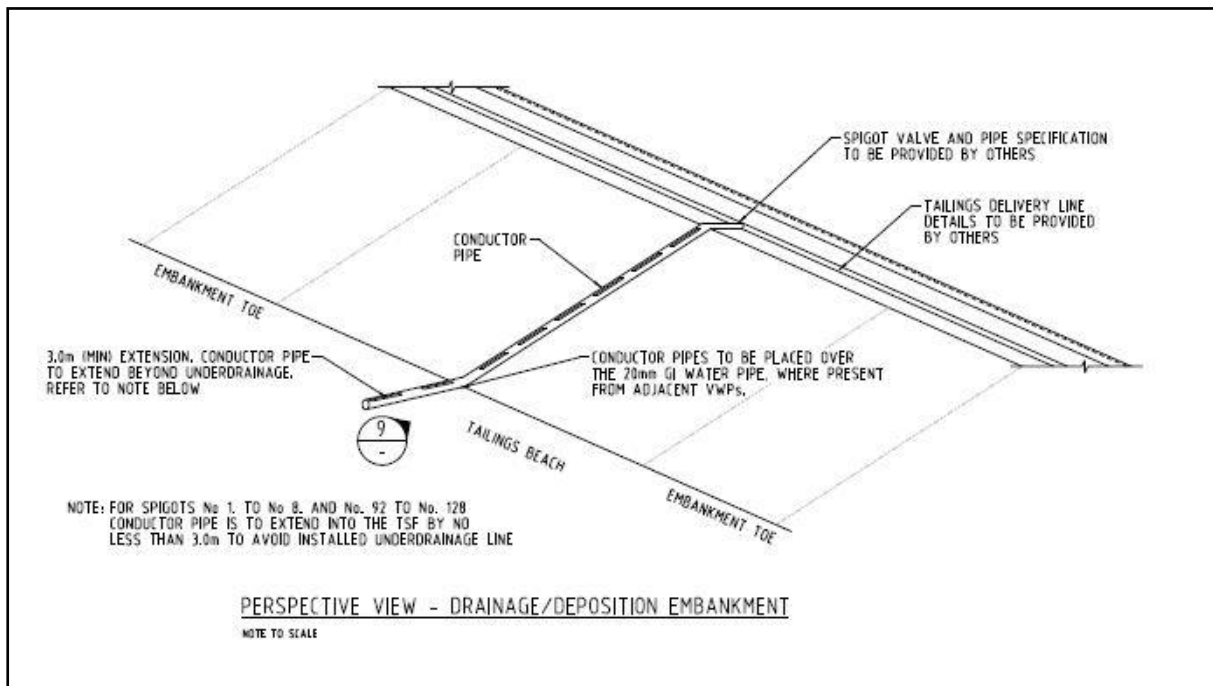 SPIGOT VALVE AND PIPE SPECIFICATION
TO BE PROVIDED BY OTHERS
TAILINGS DELIVERY LINE
DETAILS TO BE PROVIDED
BY OTHERS
CONDUCTOR
PIPE
EMBANKMENT TOE
3.0m (MIN) EXTENSION. CONDUCTOR PIPE
TO EXTEND BEYOND UNDERDRAINAGE.
REFER TO NOTE BELOW
CONDUCTOR PIPES TO BE PLACED OVER
THE 20mm GI WATER PIPE, WHERE PRESENT
FROM ADJACENT VWPs.
9
-
TAILINGS BEACH
EMBANKMENT TOE
NOTE: FOR SPIGOTS No 1. TO No 8. AND No. 92 TO No. 128
CONDUCTOR PIPE IS TO EXTEND INTO THE TSF BY NO
LESS THAN 3.0m TO AVOID INSTALLED UNDERDRAINAGE LINE
PERSPECTIVE VIEW - DRAINAGE/DEPOSITION EMBANKMENT
NOTE TO SCALE